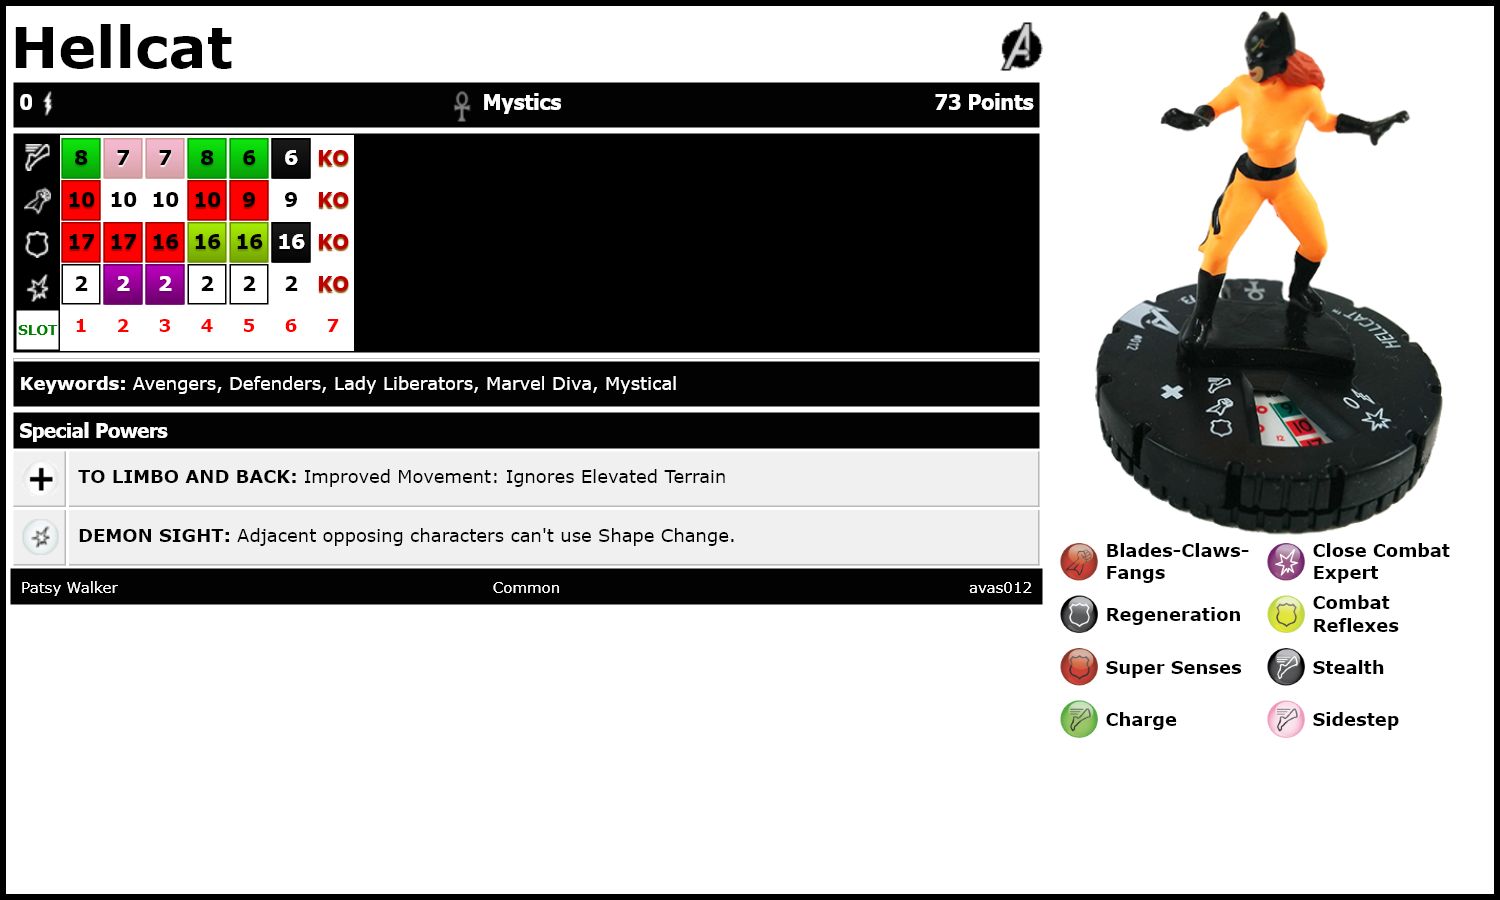 Hellcat
0 Mystics 73 Points
8 7 7 8 6 6 KO
10 10 10 10 9 9 KO
17 17 16 16 16 16 KO
2 2 2 2 2 2 KO
SLOT 1 2 3 4 5 6 7
Keywords: Avengers, Defenders, Lady Liberators, Marvel Diva, Mystical
Special Powers
TO LIMBO AND BACK: Improved Movement: Ignores Elevated Terrain
DEMON SIGHT: Adjacent opposing characters can't use Shape Change.
Patsy Walker Common avas012
HELLCAT™
#012
Blades-Claws-
Fangs
Close Combat
Expert
Regeneration
Combat
Reflexes
Super Senses
Stealth
Charge
Sidestep